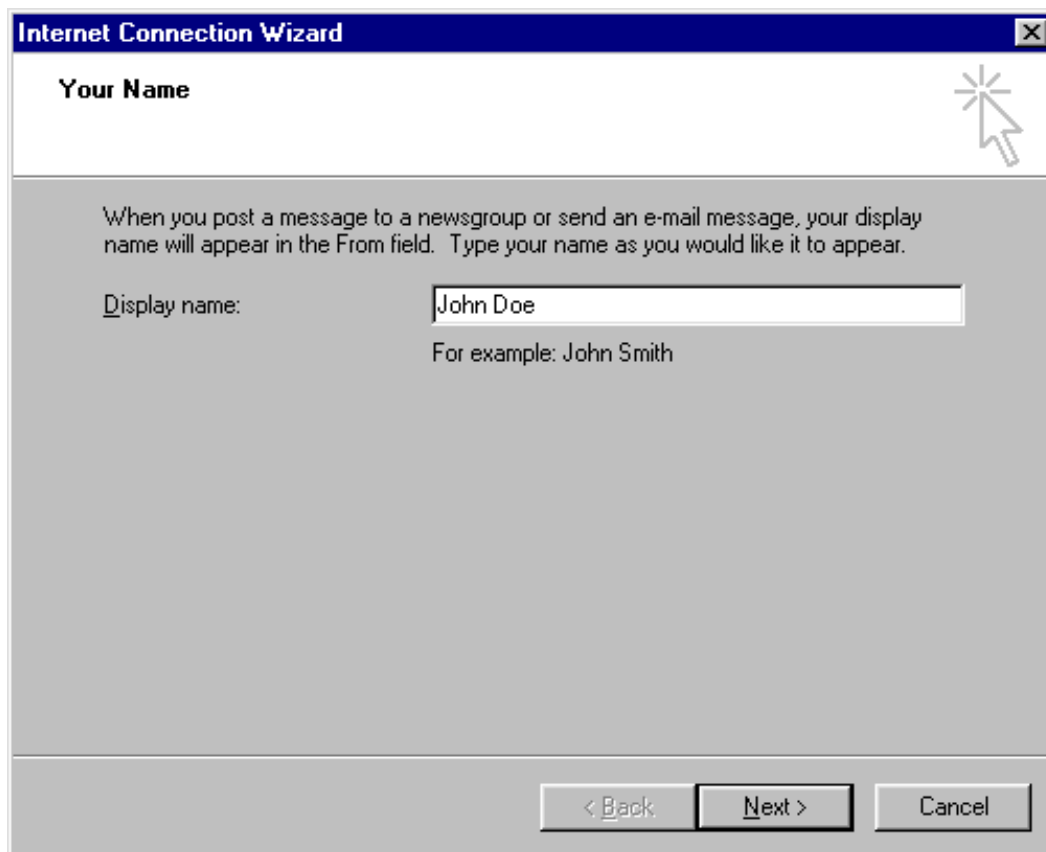 Internet Connection Wizard
Your Name
When you post a message to a newsgroup or send an e-mail message, your display
name will appear in the From field.  Type your name as you would like it to appear.
Display name: John Doe
For example: John Smith
< Back Next > Cancel